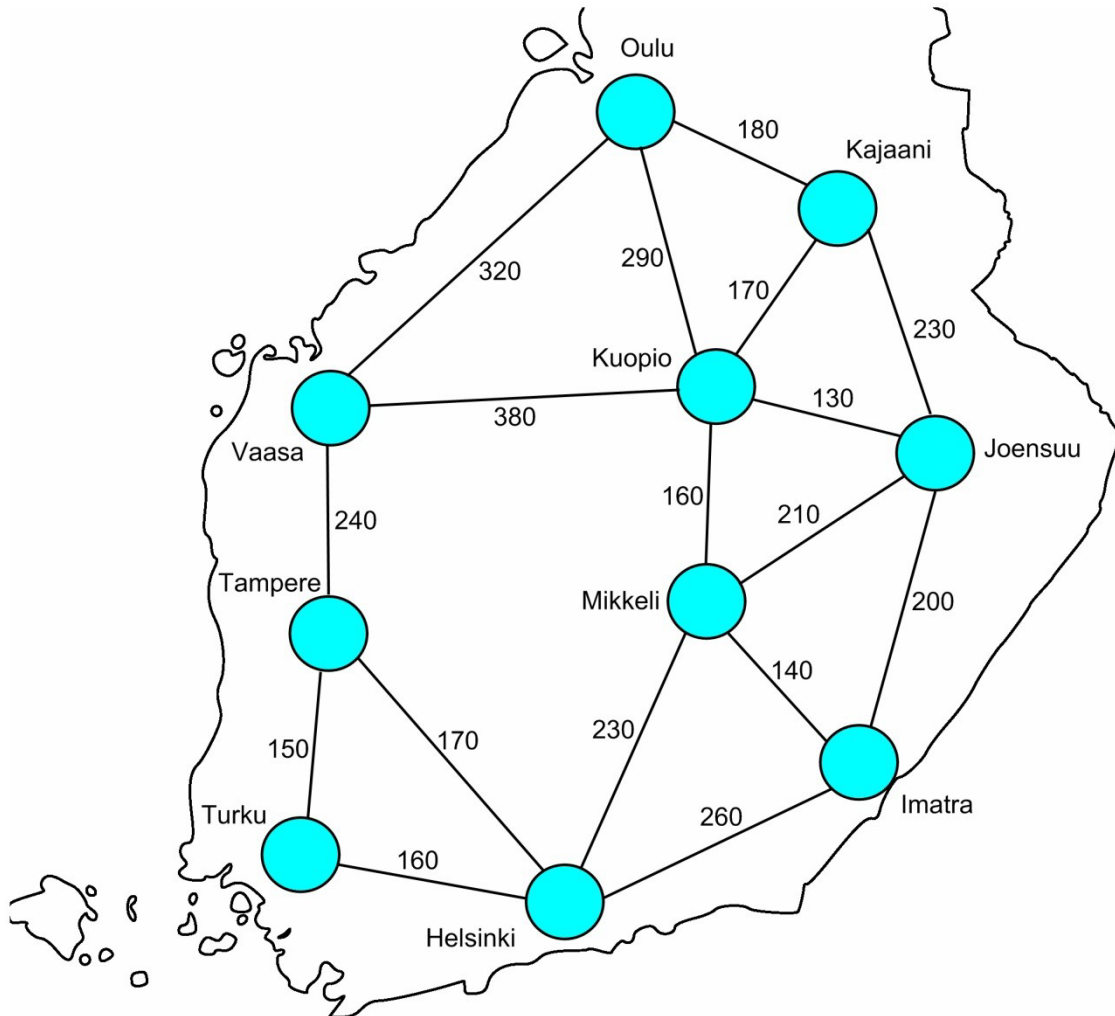 Oulu
180
Kajaani
320
290
170
230
Kuopio
380
130
Vaasa
Joensuu
160
210
240
Tampere
Mikkeli
200
140
150
170
230
Turku
Imatra
260
160
Helsinki